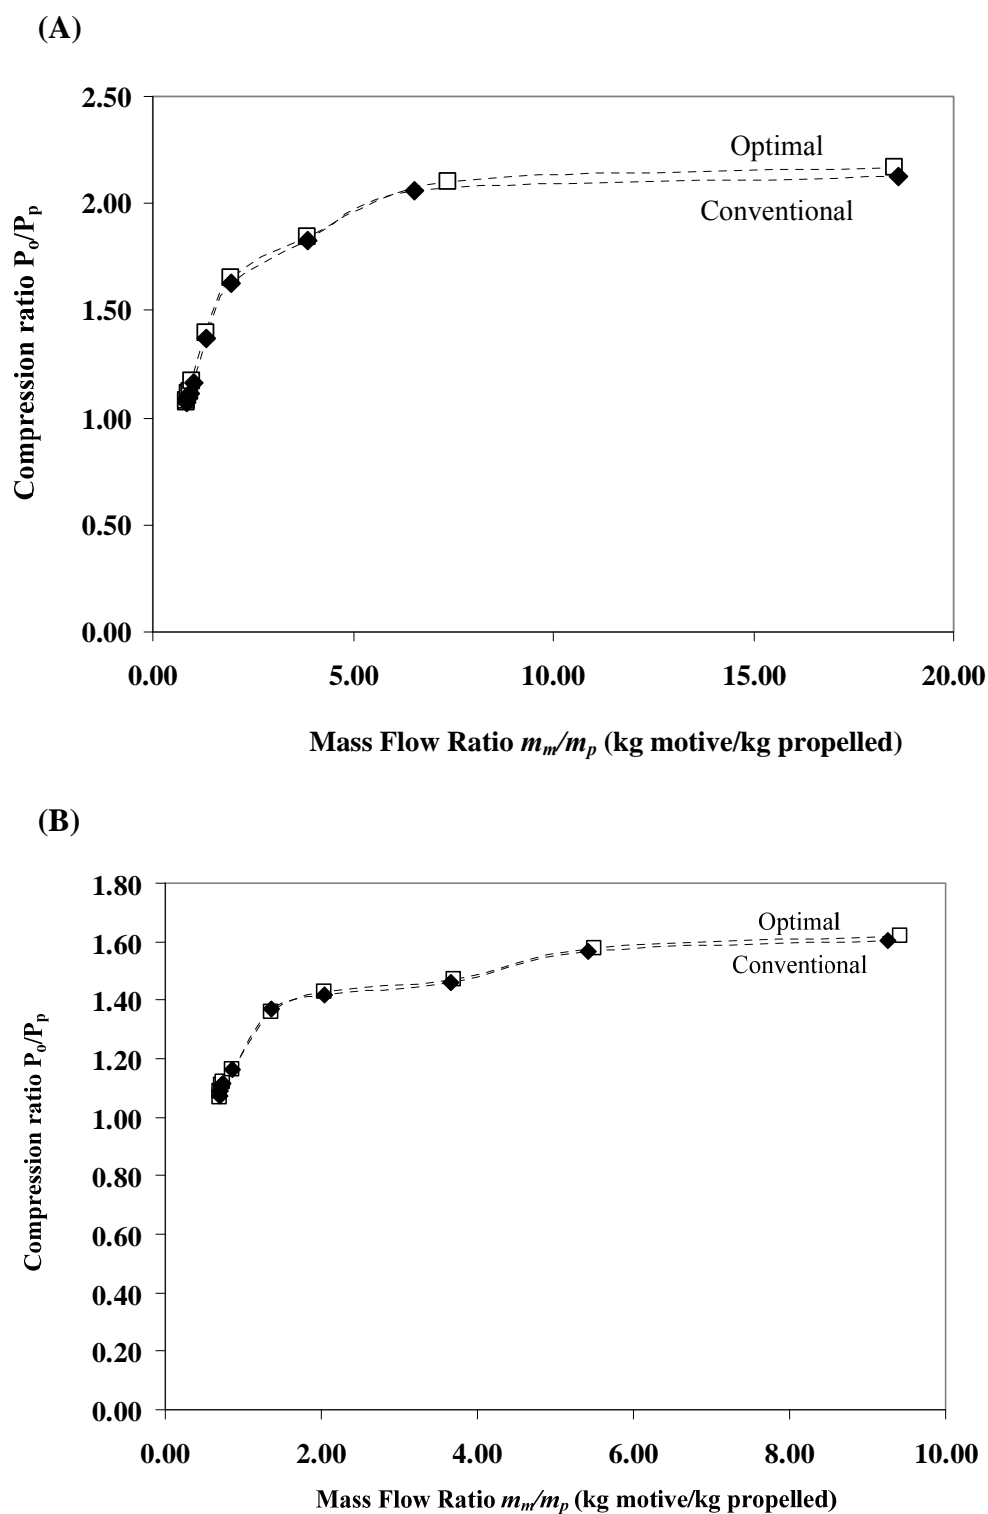 (A)
2.50
2.00
1.50
1.00
0.50
0.00
Compression ratio Po/Pp
Optimal
Conventional
0.00 5.00 10.00 15.00 20.00
Mass Flow Ratio mm/mp (kg motive/kg propelled)
(B)
1.80
1.60
1.40
1.20
1.00
0.80
0.60
0.40
0.20
0.00
Compression ratio Po/Pp
Optimal
Conventional
0.00 2.00 4.00 6.00 8.00 10.00
Mass Flow Ratio mm/mp (kg motive/kg propelled)